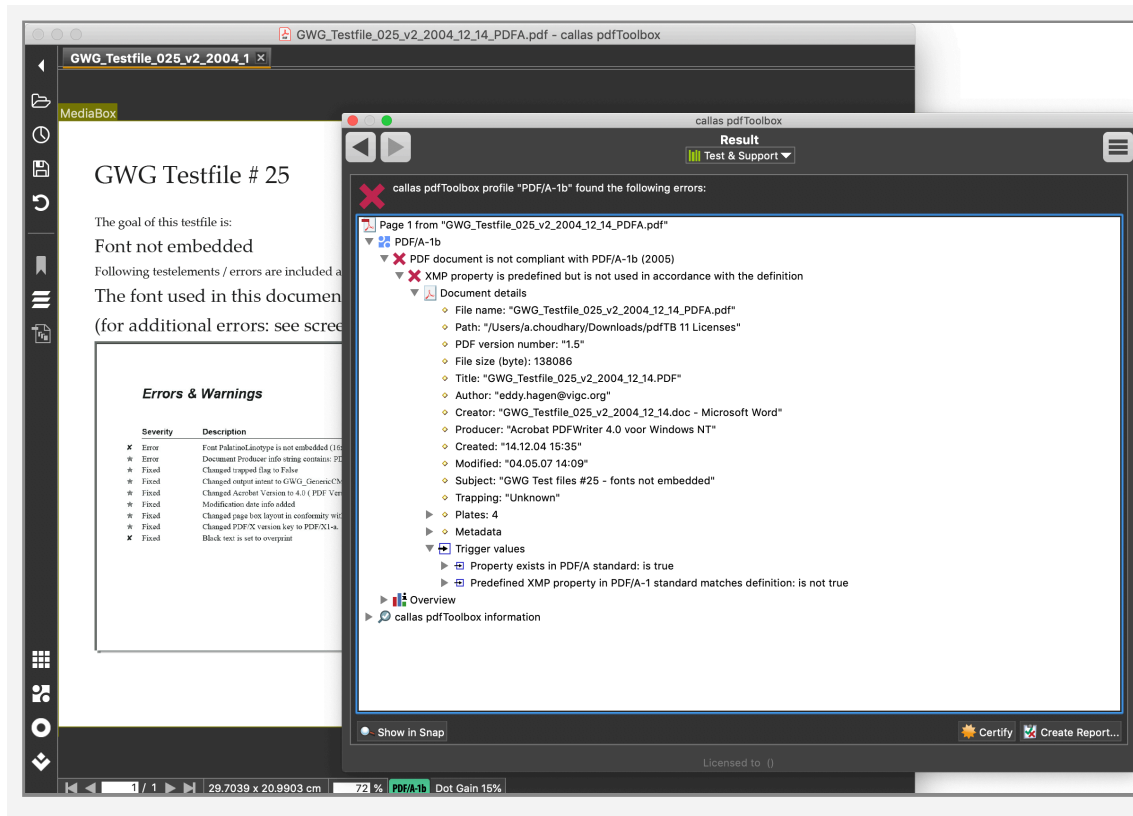 GWG_Testfile_025_v2_2004_12_14_PDFA.pdf - callas pdfToolbox
GWG_Testfile_025_v2_2004_1
MediaBox
GWG Testfile # 25
The goal of this testfile is:
Font not embedded
Following testelements / errors are included a
The font used in this documen
(for additional errors: see scree
Errors & Warnings
Severity Description
Error Font PalatinoLinotype is not embedded (16
Error Document Producer info string contains: PD
Fixed Changed trapped flag to False
Fixed Changed output intent to GWG_GenericCM
Fixed Changed Acrobat Version to 4.0 ( PDF Ver
Fixed Modification date info added
Fixed Changed page box layout in conformity wit
Fixed Changed PDF/X version key to PDF/X1-a.
Fixed Black text is set to overprint
1 / 1 29.7039 x 20.9903 cm 72 % PDF/A-1b Dot Gain 15%
callas pdfToolbox
Result
Test & Support
callas pdfToolbox profile "PDF/A-1b" found the following errors:
Page 1 from "GWG_Testfile_025_v2_2004_12_14_PDFA.pdf"
PDF/A-1b
PDF document is not compliant with PDF/A-1b (2005)
XMP property is predefined but is not used in accordance with the definition
Document details
File name: "GWG_Testfile_025_v2_2004_12_14_PDFA.pdf"
Path: "/Users/a.choudhary/Downloads/pdfTB 11 Licenses"
PDF version number: "1.5"
File size (byte): 138086
Title: "GWG_Testfile_025_v2_2004_12_14.PDF"
Author: "eddy.hagen@vigc.org"
Creator: "GWG_Testfile_025_v2_2004_12_14.doc - Microsoft Word"
Producer: "Acrobat PDFWriter 4.0 voor Windows NT"
Created: "14.12.04 15:35"
Modified: "04.05.07 14:09"
Subject: "GWG Test files #25 - fonts not embedded"
Trapping: "Unknown"
Plates: 4
Metadata
Trigger values
Property exists in PDF/A standard: is true
Predefined XMP property in PDF/A-1 standard matches definition: is not true
Overview
callas pdfToolbox information
Show in Snap
Certify
Create Report...
Licensed to ()